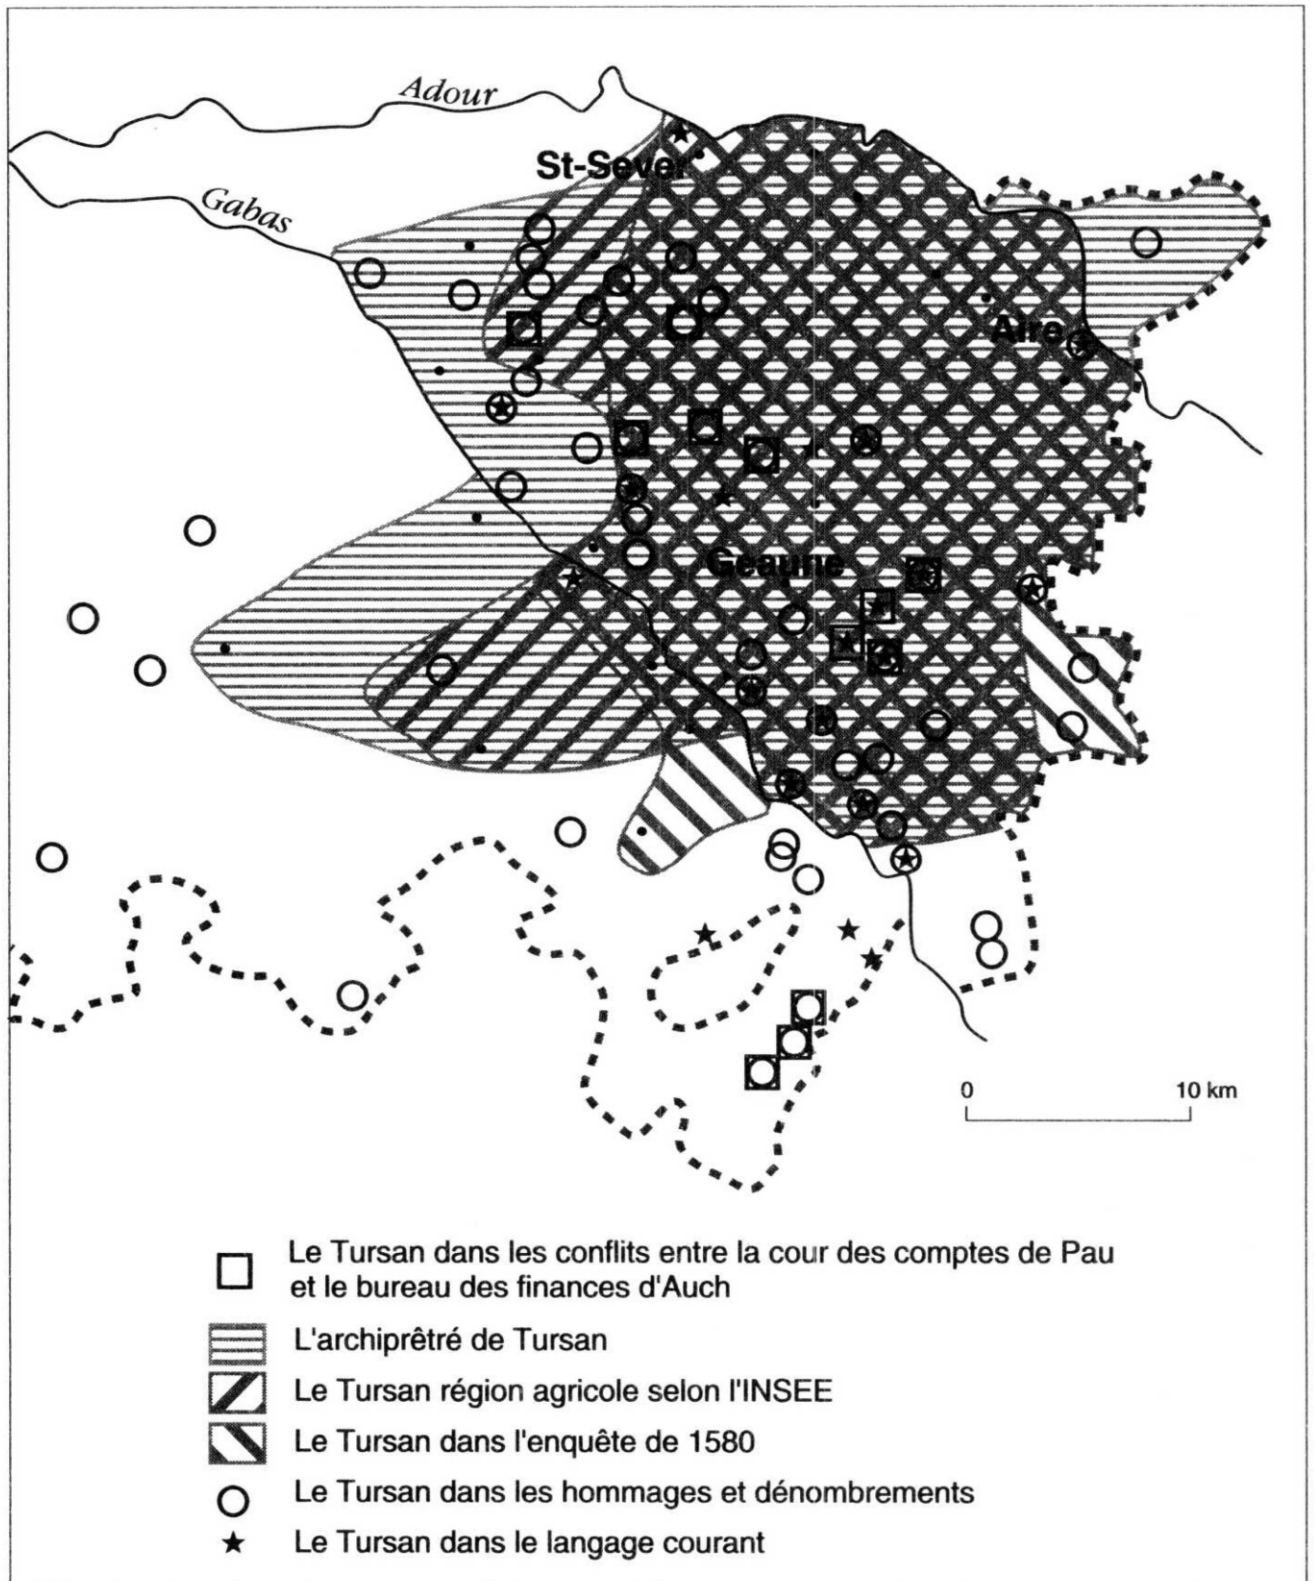 Adour
St-Sever
Gabas
Aire
Geaune
0 10 km
Le Tursan dans les conflits entre la cour des comptes de Pau
et le bureau des finances d'Auch
L'archiprêtré de Tursan
Le Tursan région agricole selon l'INSEE
Le Tursan dans l'enquête de 1580
Le Tursan dans les hommages et dénombrements
Le Tursan dans le langage courant